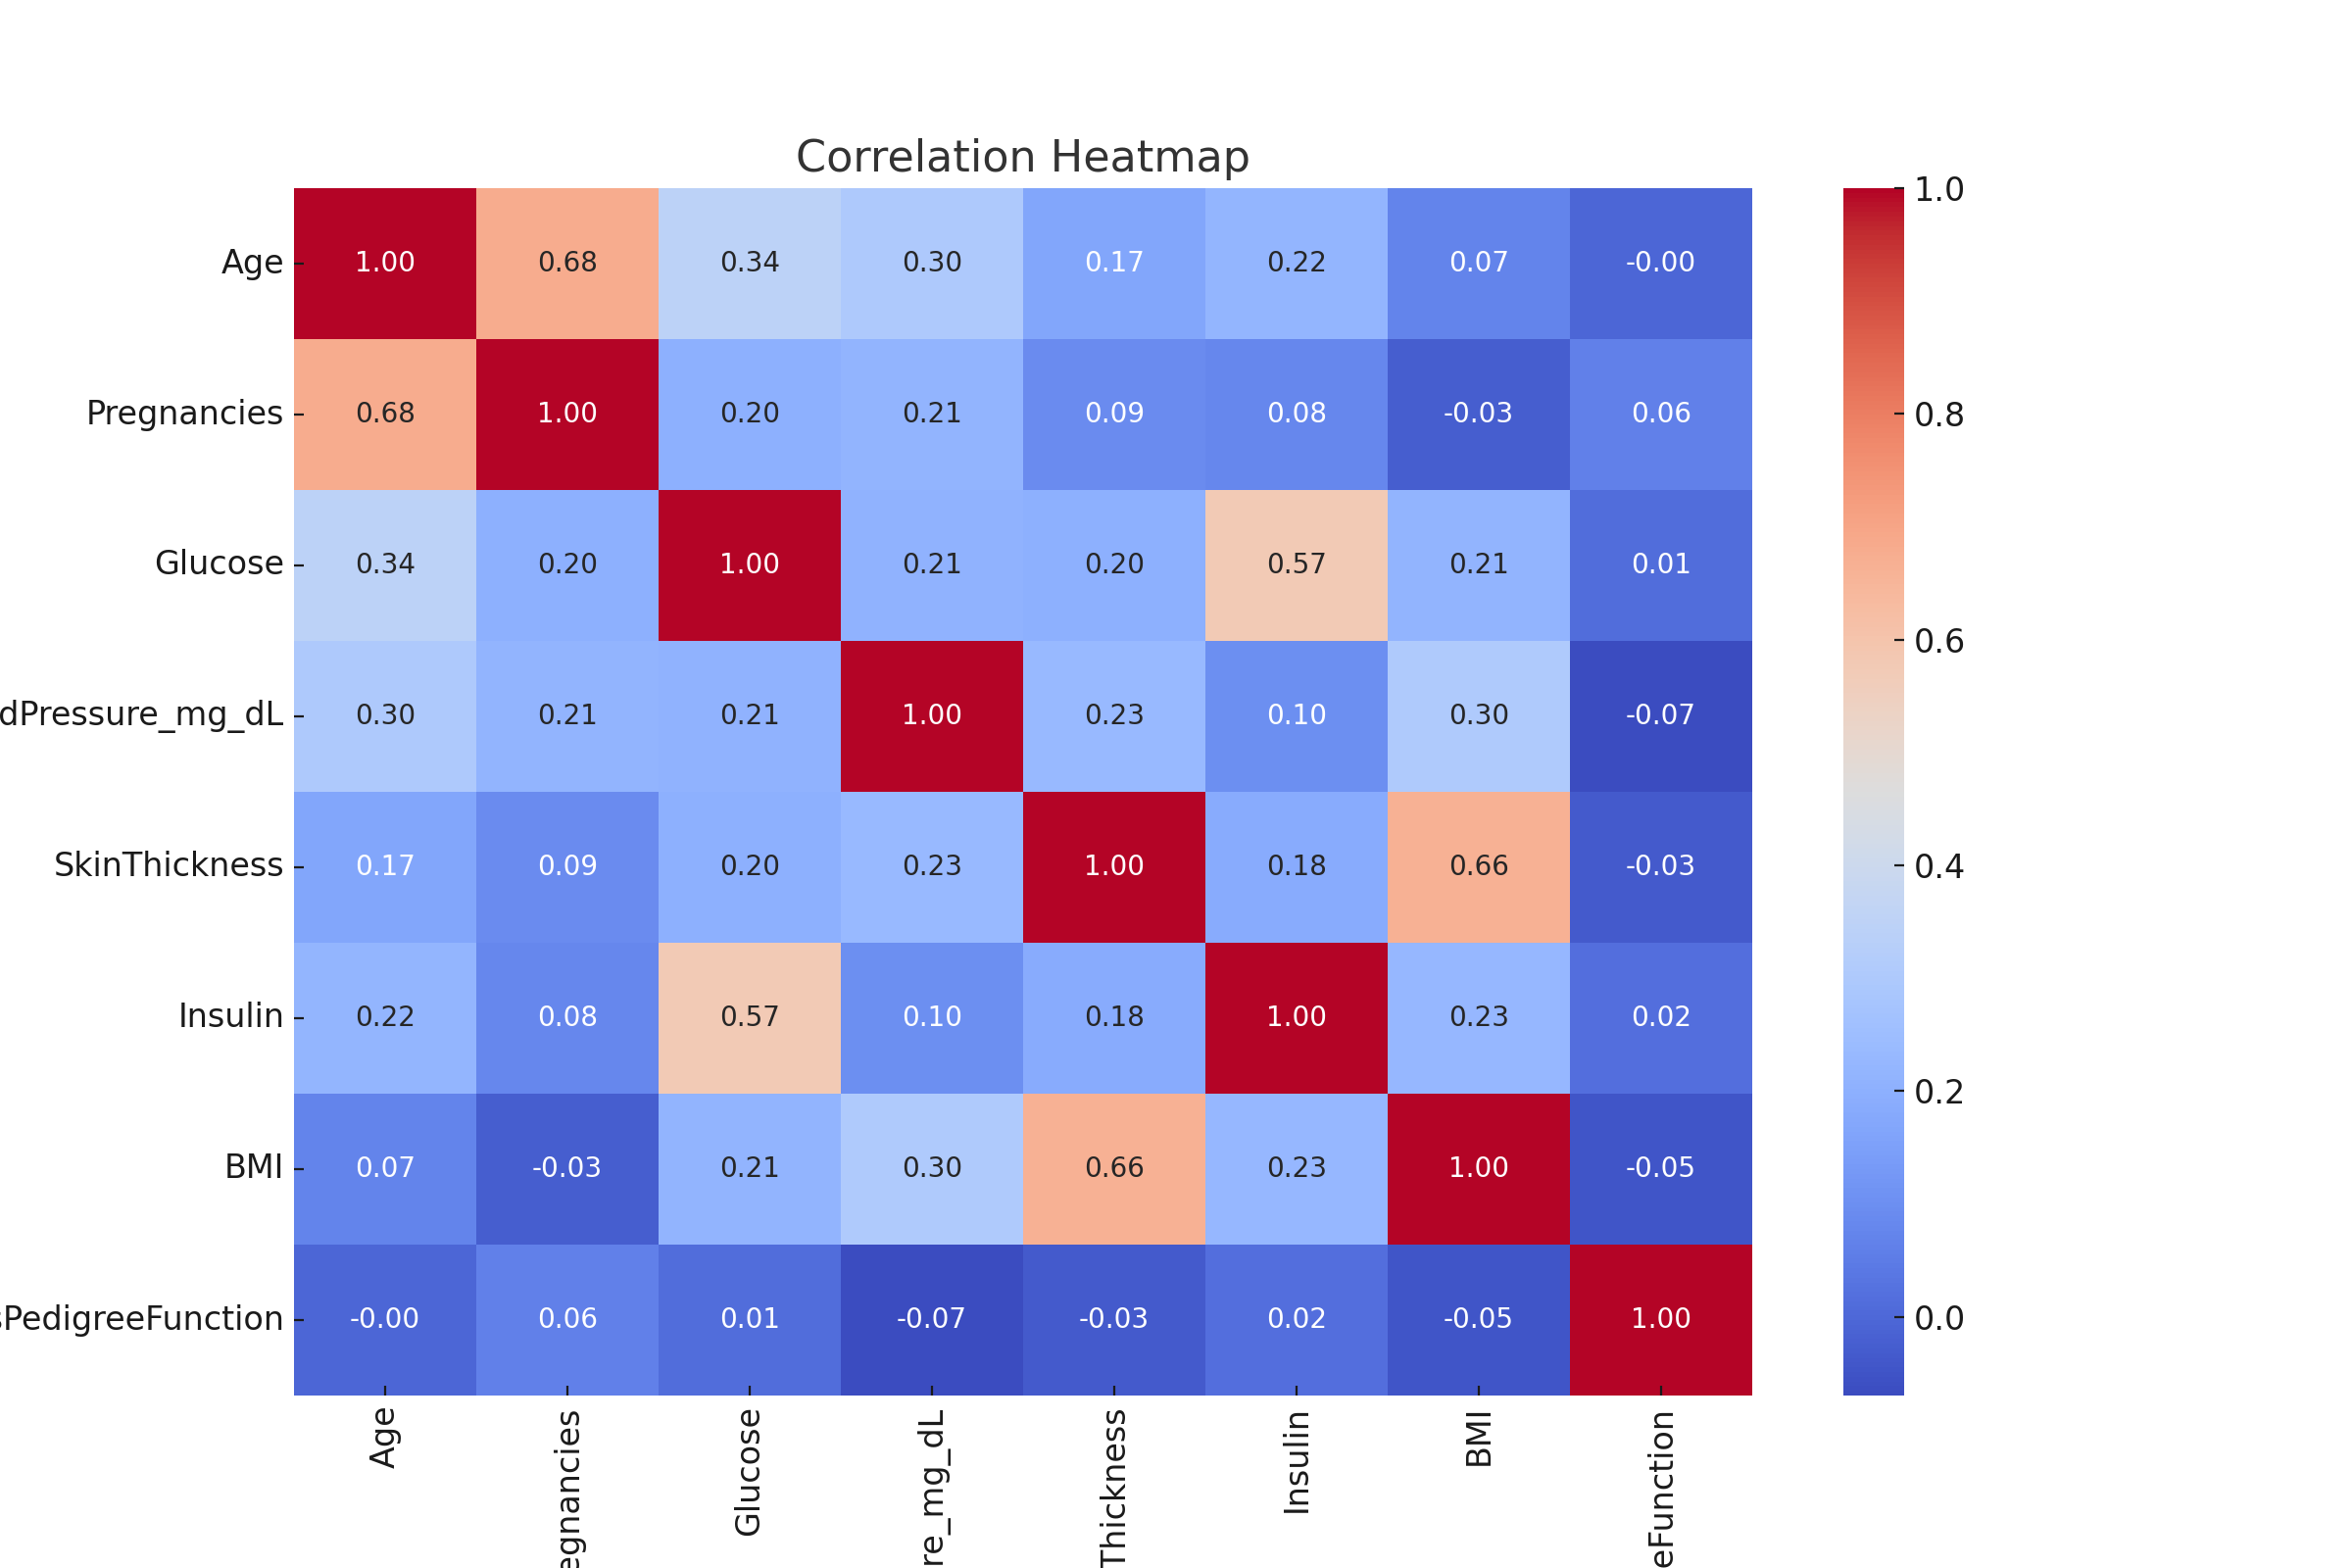 Correlation Heatmap
Age 1.00 0.68 0.34 0.30 0.17 0.22 0.07 -0.00
Pregnancies 0.68 1.00 0.20 0.21 0.09 0.08 -0.03 0.06
Glucose 0.34 0.20 1.00 0.21 0.20 0.57 0.21 0.01
dPressure_mg_dL 0.30 0.21 0.21 1.00 0.23 0.10 0.30 -0.07
SkinThickness 0.17 0.09 0.20 0.23 1.00 0.18 0.66 -0.03
Insulin 0.22 0.08 0.57 0.10 0.18 1.00 0.23 0.02
BMI 0.07 -0.03 0.21 0.30 0.66 0.23 1.00 -0.05
sPedigreeFunction -0.00 0.06 0.01 -0.07 -0.03 0.02 -0.05 1.00
Age
egnancies
Glucose
re_mg_dL
Thickness
Insulin
BMI
eFunction
1.0
0.8
0.6
0.4
0.2
0.0